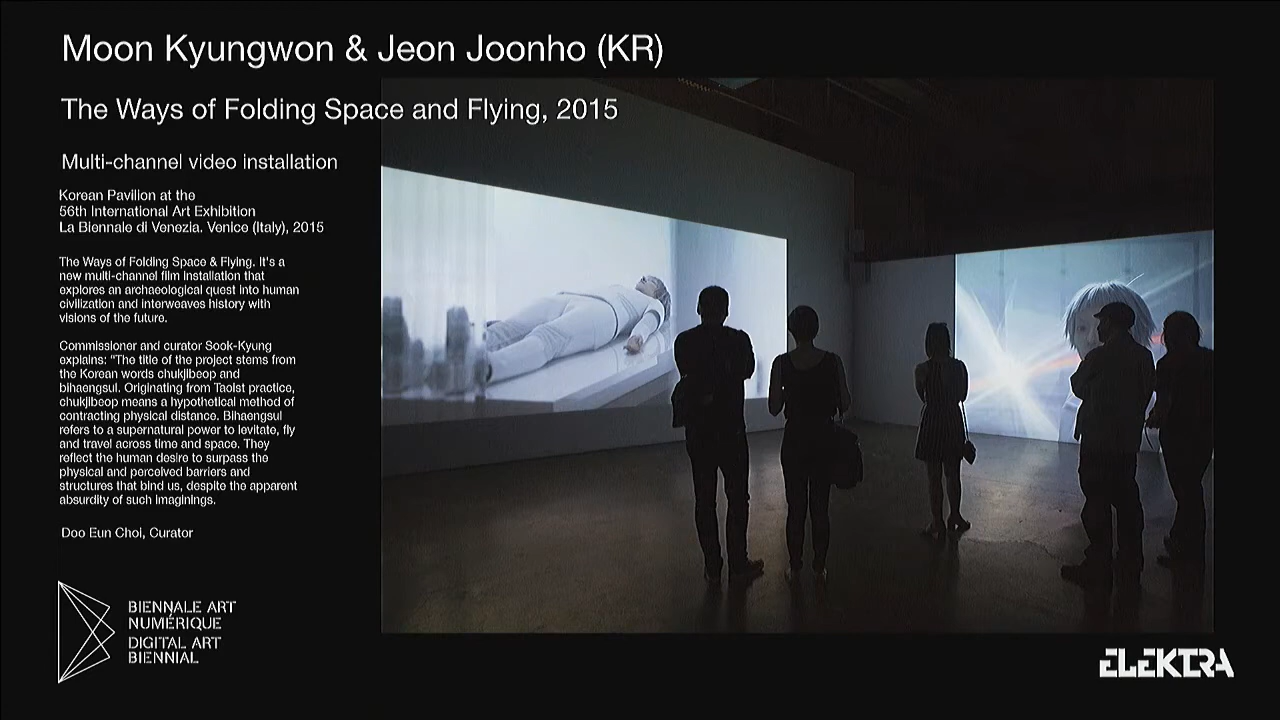 Moon Kyungwon & Jeon Joonho (KR)
The Ways of Folding Space and Flying, 2015
Multi-channel video installation
Korean Pavilion at the
56th International Art Exhibition
La Biennale di Venezia. Venice (Italy), 2015
The Ways of Folding Space & Flying. It's a
new multi-channel film installation that
explores an archaeological quest into human
civilization and interweaves history with
visions of the future.
Commissioner and curator Sook-Kyung
explains: "The title of the project stems from
the Korean words chukjibeop and
bihaengsul. Originating from Taoist practice,
chukjibeop means a hypothetical method of
contracting physical distance. Bihaengsul
refers to a supernatural power to levitate, fly
and travel across time and space. They
reflect the human desire to surpass the
physical and perceived barriers and
structures that bind us, despite the apparent
absurdity of such imaginings.
Doo Eun Choi, Curator
BIENNALE ART
NUMÉRIQUE
DIGITAL ART
BIENNIAL
ELEKTRA